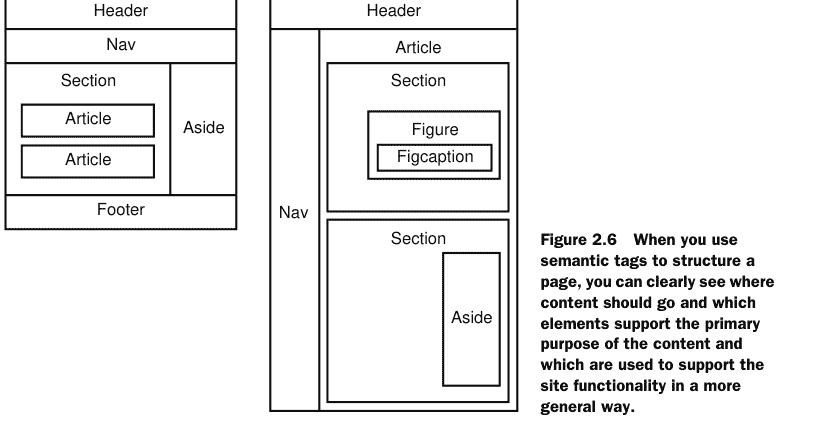 Header
Nav
Section
Article
Article
Aside
Footer
Header
Nav
Article
Section
Figure
Figcaption
Section
Aside
Figure 2.6 When you use
semantic tags to structure a
page, you can clearly see where
content should go and which
elements support the primary
purpose of the content and
which are used to support the
site functionality in a more
general way.